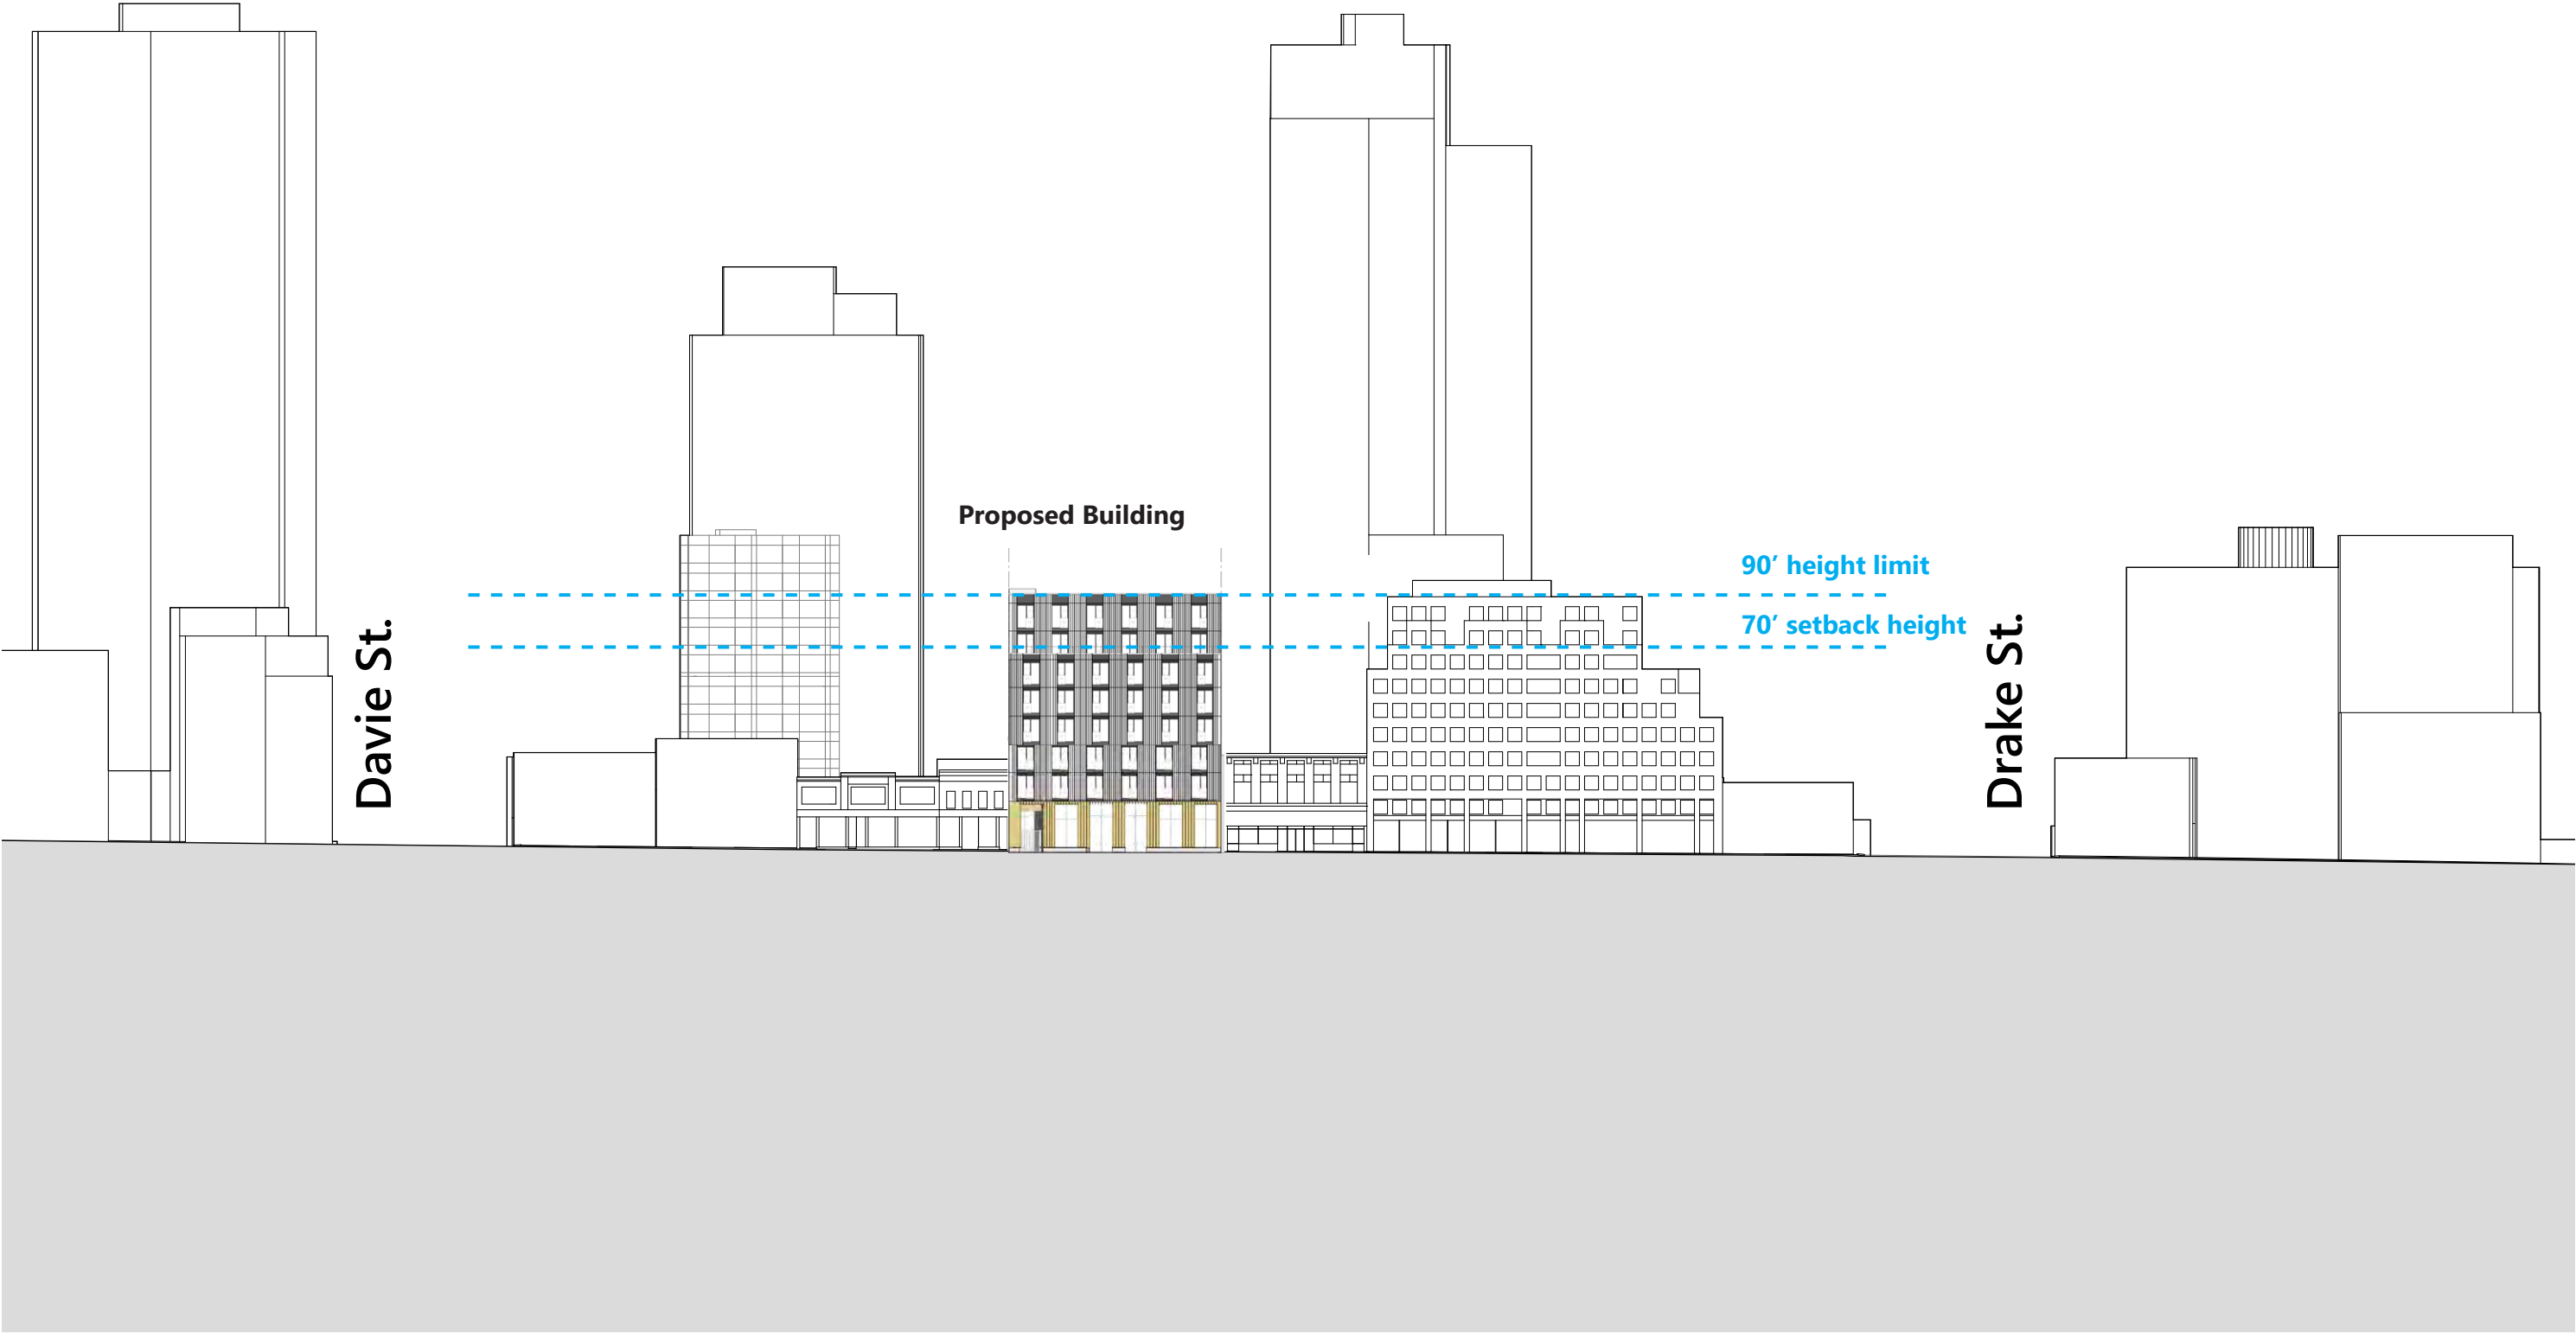 Proposed Building
90’ height limit
70’ setback height
Davie St.
Drake St.